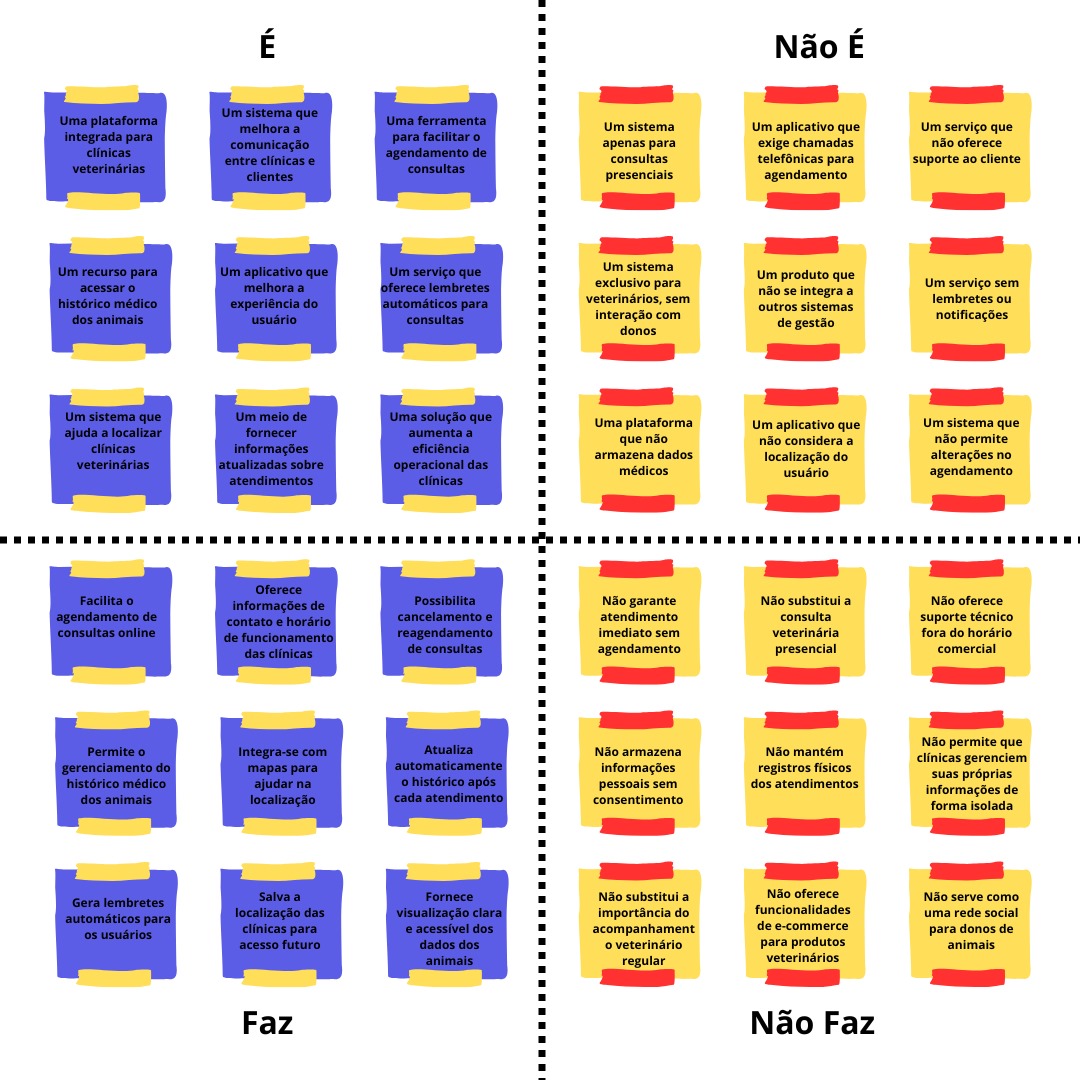 É
Não É
Uma plataforma
integrada para
clínicas
veterinárias
Um sistema que
melhora a
comunicação
entre clínicas e
clientes
Uma ferramenta
para facilitar o
agendamento de
consultas
Um sistema
apenas para
consultas
presenciais
Um aplicativo que
exige chamadas
telefônicas para
agendamento
Um serviço que
não oferece
suporte ao cliente
Um recurso para
acessar o
histórico médico
dos animais
Um aplicativo que
melhora a
experiência do
usuário
Um serviço que
oferece lembretes
automáticos para
consultas
Um sistema
exclusivo para
veterinários, sem
interação com
donos
Um produto que
não se integra a
outros sistemas
de gestão
Um serviço sem
lembretes ou
notificações
Um sistema que
ajuda a localizar
clínicas
veterinárias
Um meio de
fornecer
informações
atualizadas sobre
atendimentos
Uma solução que
aumenta a
eficiência
operacional das
clínicas
Uma plataforma
que não
armazena dados
médicos
Um aplicativo que
não considera a
localização do
usuário
Um sistema que
não permite
alterações no
agendamento
Facilita o
agendamento de
consultas online
Oferece
informações de
contato e horário
de funcionamento
das clínicas
Possibilita
cancelamento e
reagendamento
de consultas
Não garante
atendimento
imediato sem
agendamento
Não substitui a
consulta
veterinária
presencial
Não oferece
suporte técnico
fora do horário
comercial
Permite o
gerenciamento do
histórico médico
dos animais
Integra-se com
mapas para
ajudar na
localização
Atualiza
automaticamente
o histórico após
cada atendimento
Não armazena
informações
pessoais sem
consentimento
Não mantém
registros físicos
dos atendimentos
Não permite que
clínicas gerenciem
suas próprias
informações de
forma isolada
Gera lembretes
automáticos para
os usuários
Salva a
localização das
clínicas para
acesso futuro
Fornece
visualização clara
e acessível dos
dados dos
animais
Não substitui a
importância do
acompanhament
o veterinário
regular
Não oferece
funcionalidades
de e-commerce
para produtos
veterinários
Não serve como
uma rede social
para donos de
animais
Faz
Não Faz